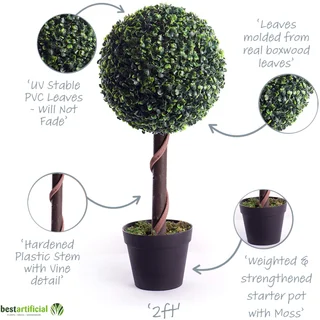 'Leaves
molded from
real boxwood
leaves'
'UV Stable
PVC Leaves
- Will Not
Fade'
'Hardened
Plastic Stem
with Vine
detail'
'Weighted &
strengthened
starter pot
with Moss'
'2ft'
bestartificial